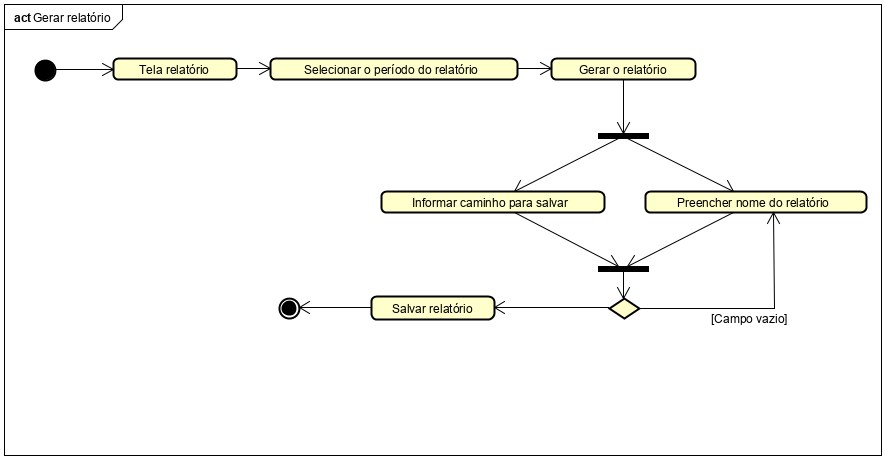 act Gerar relatório
Tela relatório
Selecionar o período do relatório
Gerar o relatório
Informar caminho para salvar
Preencher nome do relatório
Salvar relatório
[Campo vazio]